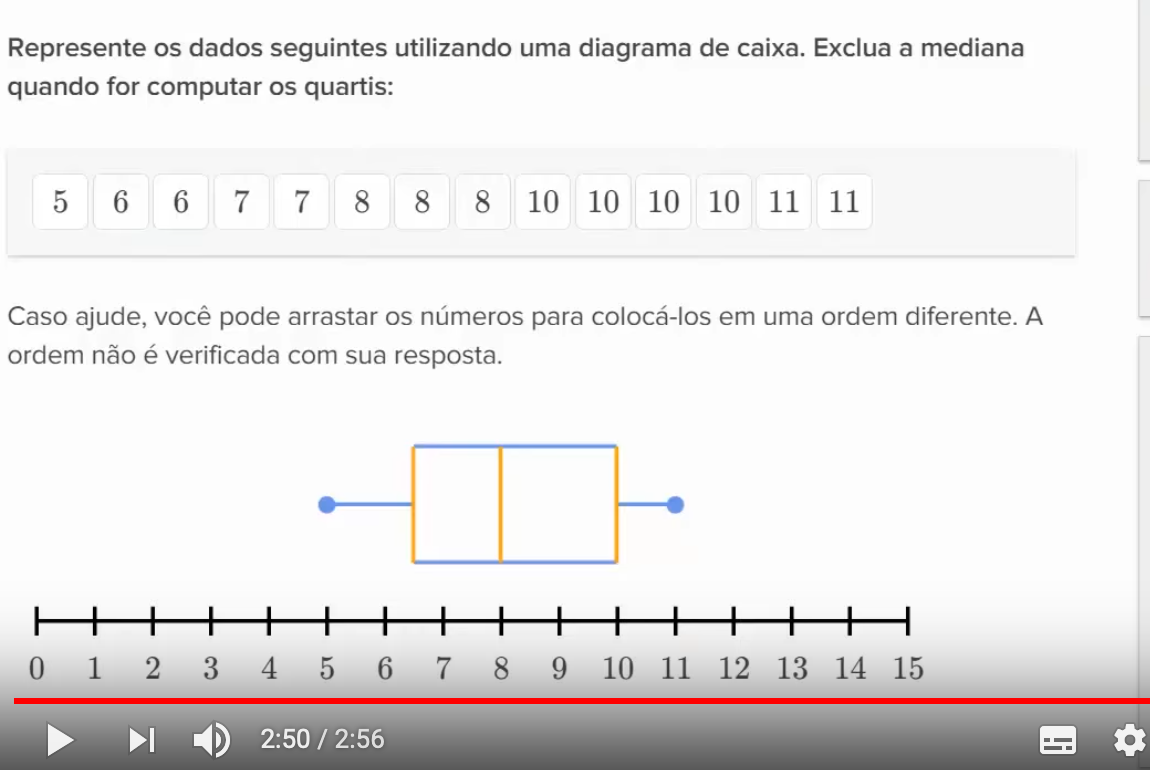 Represente os dados seguintes utilizando uma diagrama de caixa. Exclua a mediana
quando for computar os quartis:
5 6 6 7 7 8 8 8 10 10 10 10 11 11
Caso ajude, você pode arrastar os números para colocá-los em uma ordem diferente. A
ordem não é verificada com sua resposta.
0 1 2 3 4 5 6 7 8 9 10 11 12 13 14 15
2:50 / 2:56